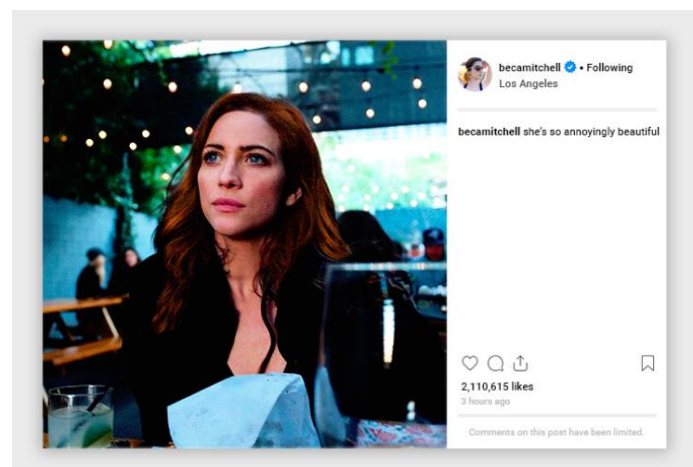 becamitchell • Following
Los Angeles
becamitchell she's so annoyingly beautiful
2,110,615 likes
3 hours ago
Comments on this post have been limited.